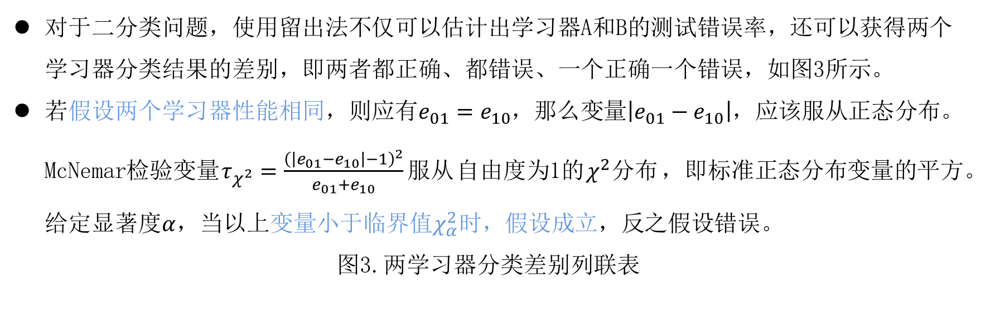 ● 对于二分类问题，使用留出法不仅可以估计出学习器A和B的测试错误率，还可以获得两个
学习器分类结果的差别，即两者都正确、都错误、一个正确一个错误，如图3所示。
● 若假设两个学习器性能相同，则应有$e_{01} = e_{10}$，那么变量$|e_{01} - e_{10}|$，应该服从正态分布。
McNemar检验变量$\tau_{\chi^2} = \frac{(|e_{01}-e_{10}|-1)^2}{e_{01}+e_{10}}$服从自由度为1的$\chi^2$分布，即标准正态分布变量的平方。
给定显著度$\alpha$，当以上变量小于临界值$\chi_{\alpha}^2$时，假设成立，反之假设错误。
图3.两学习器分类差别列联表